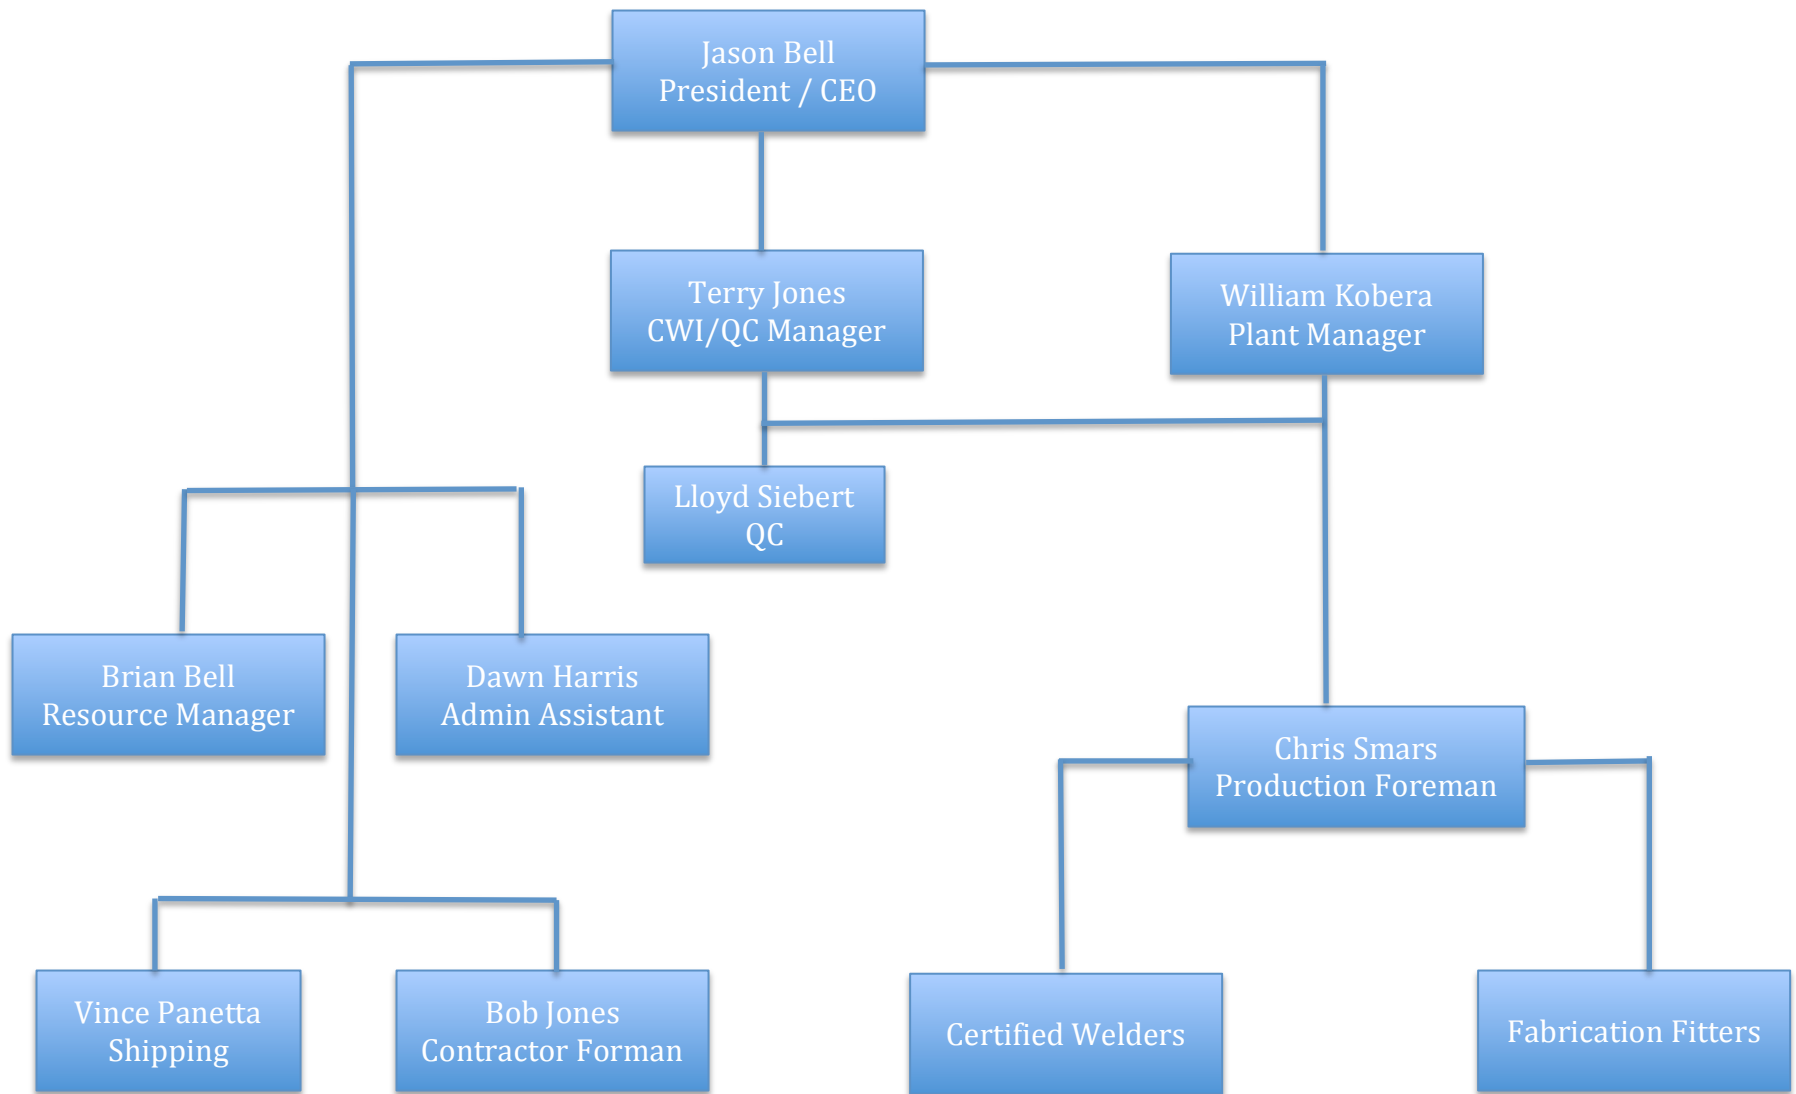 Jason Bell
President / CEO
Terry Jones
CWI/QC Manager
William Kobera
Plant Manager
Lloyd Siebert
QC
Brian Bell
Resource Manager
Dawn Harris
Admin Assistant
Chris Smars
Production Foreman
Vince Panetta
Shipping
Bob Jones
Contractor Forman
Certified Welders
Fabrication Fitters